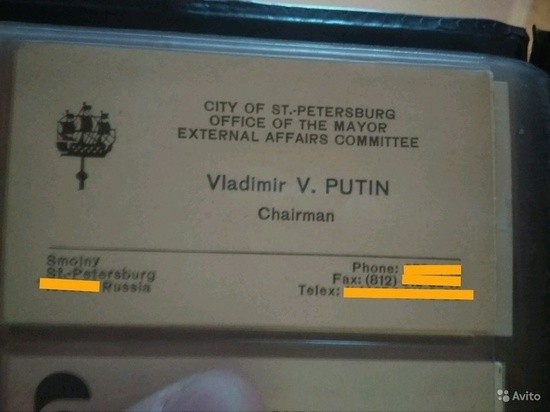 CITY OF ST.-PETERSBURG
OFFICE OF THE MAYOR
EXTERNAL AFFAIRS COMMITTEE
Vladimir V. PUTIN
Chairman
Smolny
St.-Petersburg
Russia
Phone:
Fax: (812)
Telex:
Avito